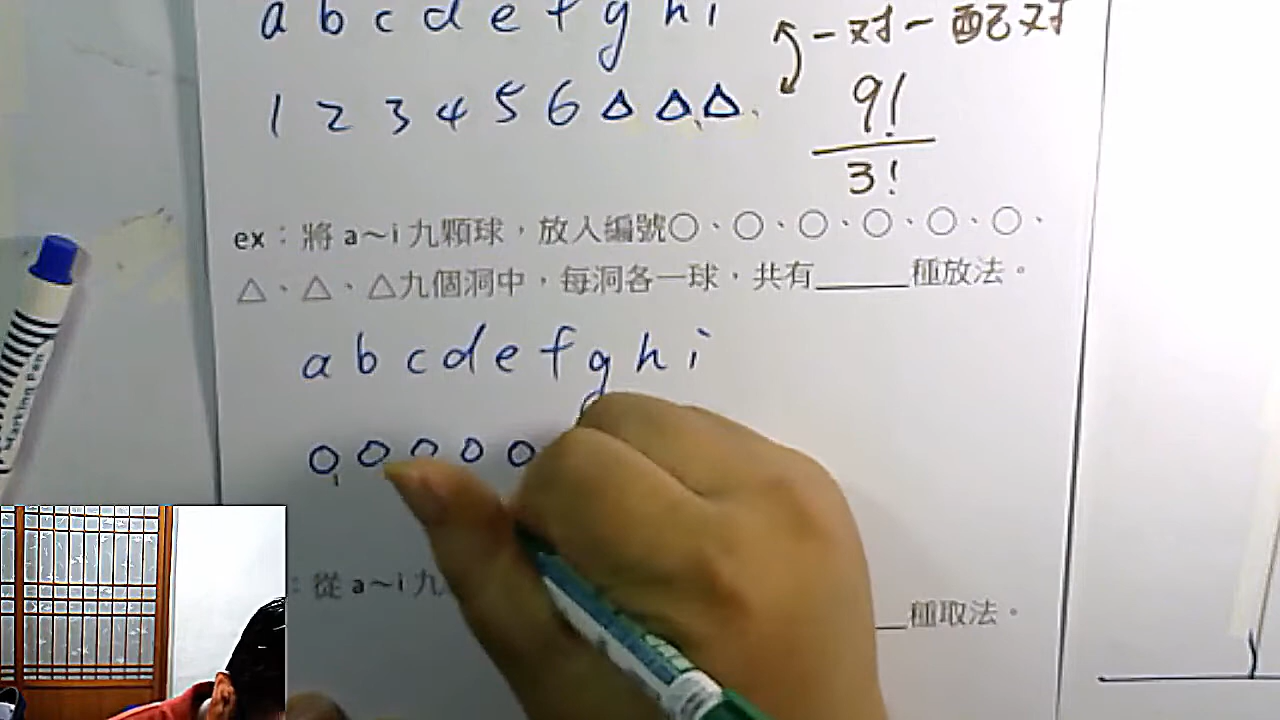 a b c d e f g h i
一对一配对
1 2 3 4 5 6 △ △ △
9!
3!
ex：將 a～i 九顆球，放入編號○、○、○、○、○、○、
△、△、△九個洞中，每洞各一球，共有______種放法。
a b c d e f g h i
○ ○ ○ ○ ○
：從 a～i 九
種取法。
Marking Pen